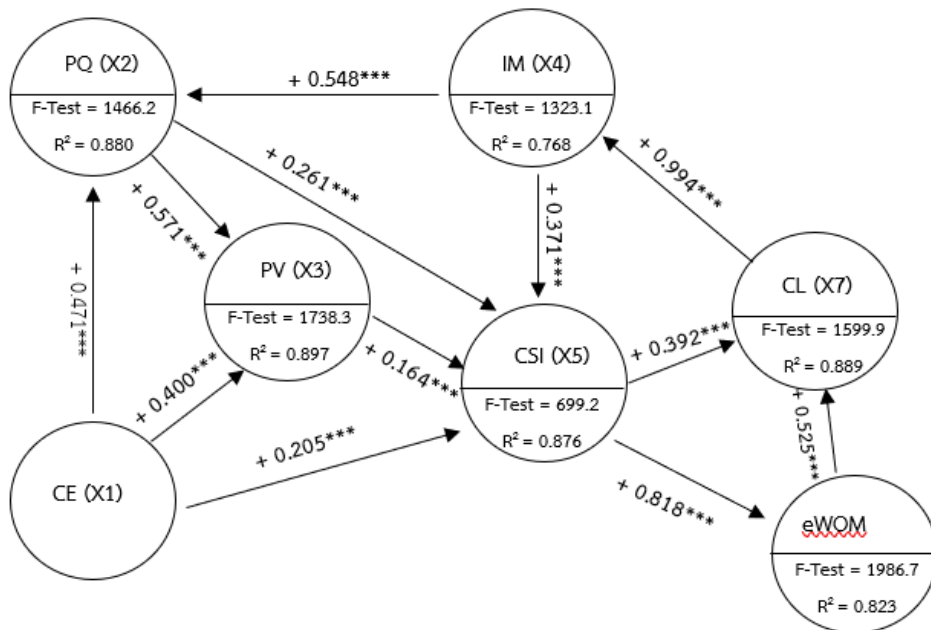 PQ (X2)
F-Test = 1466.2
R² = 0.880
+ 0.548***
IM (X4)
F-Test = 1323.1
R² = 0.768
+ 0.261***
+ 0.994***
+ 0.571***
+ 0.371***
+ 0.471***
PV (X3)
F-Test = 1738.3
R² = 0.897
CL (X7)
F-Test = 1599.9
R² = 0.889
+ 0.400***
+ 0.164***
CSI (X5)
F-Test = 699.2
R² = 0.876
+ 0.392***
+ 0.205***
+ 0.525***
CE (X1)
+ 0.818***
eWOM
F-Test = 1986.7
R² = 0.823